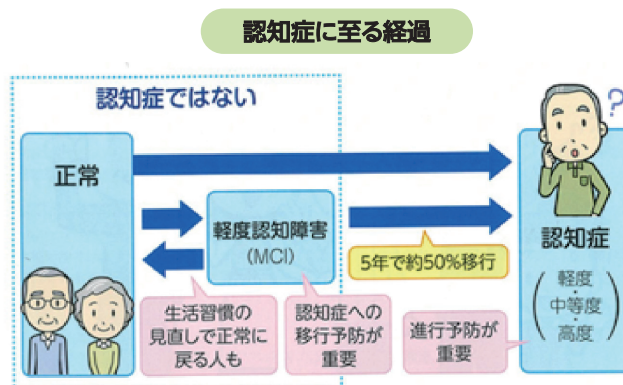 認知症に至る経過
認知症ではない
正常
軽度認知障害
(MCI)
5年で約50%移行
?
認知症
軽度
・
中等度
・
高度
生活習慣の
見直しで正常に
戻る人も
認知症への
移行予防が
重要
進行予防が
重要